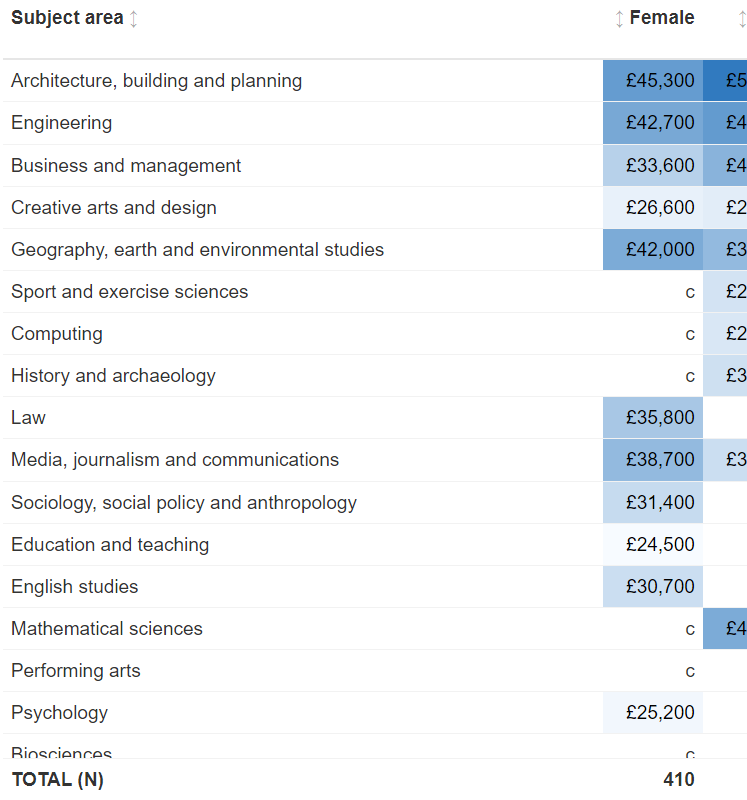 Subject area Female
Architecture, building and planning £45,300 £5
Engineering £42,700 £4
Business and management £33,600 £4
Creative arts and design £26,600 £2
Geography, earth and environmental studies £42,000 £3
Sport and exercise sciences c £2
Computing c £2
History and archaeology c £3
Law £35,800
Media, journalism and communications £38,700 £3
Sociology, social policy and anthropology £31,400
Education and teaching £24,500
English studies £30,700
Mathematical sciences c £4
Performing arts c
Psychology £25,200
Biosciences c
TOTAL (N) 410